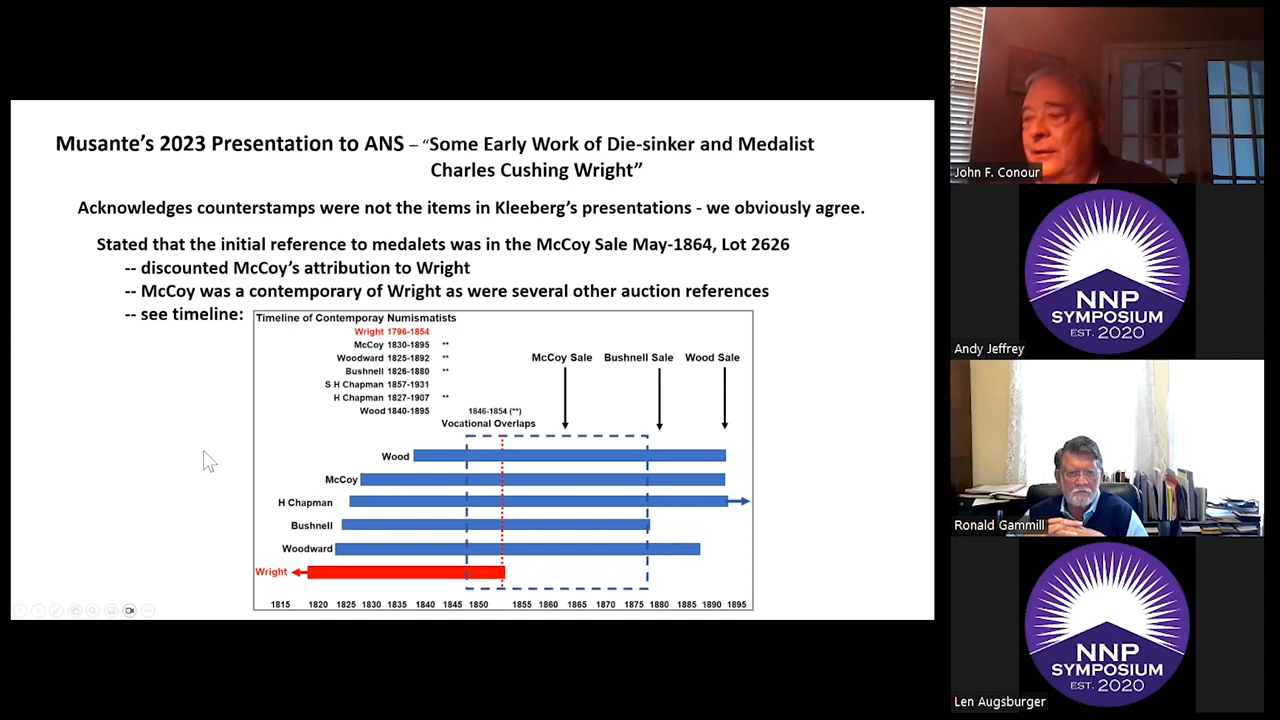 Musante's 2023 Presentation to ANS – "Some Early Work of Die-sinker and Medalist
Charles Cushing Wright"
Acknowledges counterstamps were not the items in Kleeberg's presentations - we obviously agree.
Stated that the initial reference to medalets was in the McCoy Sale May-1864, Lot 2626
-- discounted McCoy's attribution to Wright
-- McCoy was a contemporary of Wright as were several other auction references
-- see timeline:
Timeline of Contemporay Numismatists
Wright 1796-1854
McCoy 1830-1895 **
Woodward 1825-1892 **
Bushnell 1826-1880 **
S H Chapman 1857-1931
H Chapman 1827-1907 **
Wood 1840-1895
1846-1854 (**)
Vocational Overlaps
McCoy Sale Bushnell Sale Wood Sale
Wood
McCoy
H Chapman
Bushnell
Woodward
Wright
1815 1820 1825 1830 1835 1840 1845 1850 1855 1860 1865 1870 1875 1880 1885 1890 1895
John F. Conour
NNP
SYMPOSIUM
EST. 2020
Andy Jeffrey
Ronald Gammill
NNP
SYMPOSIUM
EST. 2020
Len Augsburger